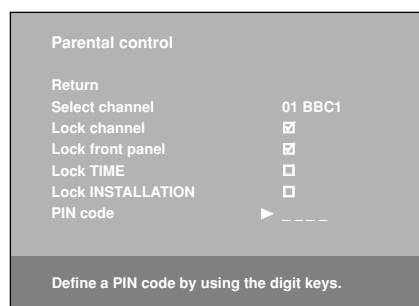 Parental control
Return
Select channel 01 BBC1
Lock channel
Lock front panel
Lock TIME
Lock INSTALLATION
PIN code _ _ _ _
Define a PIN code by using the digit keys.